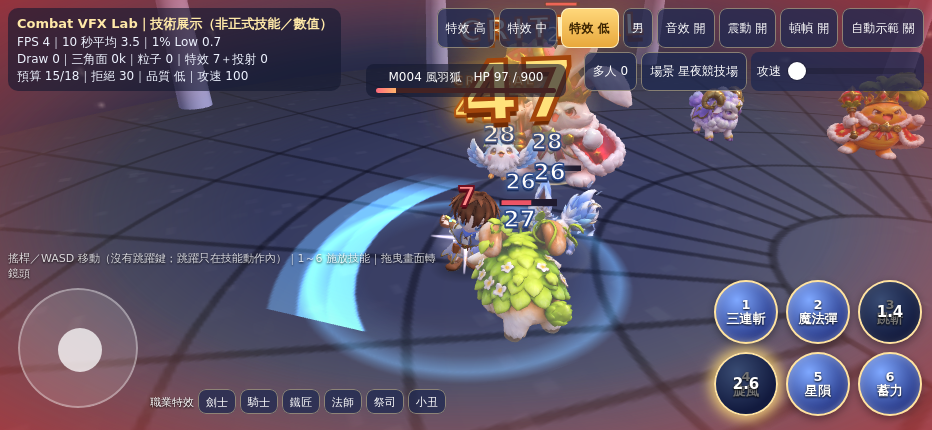 Combat VFX Lab｜技術展示（非正式技能／數值）
FPS 4｜10 秒平均 3.5｜1% Low 0.7
Draw 0｜三角面 0k｜粒子 0｜特效 7＋投射 0
預算 15/18｜拒絕 30｜品質 低｜攻速 100
特效 高
特效 中
特效 低
男
音效 開
震動 開
頓幀 開
自動示範 關
多人 0
場景 星夜競技場
攻速
M004 風羽狐 HP 97 / 900
47
28
28
26
26
7
27
搖桿／WASD 移動（沒有跳躍鍵；跳躍只在技能動作內）｜1～6 施放技能｜拖曳畫面轉
鏡頭
1
三連斬
2
魔法彈
3
跳斬
1.4
4
旋風
2.6
5
星隕
6
蓄力
職業特效
劍士
騎士
鐵匠
法師
祭司
小丑